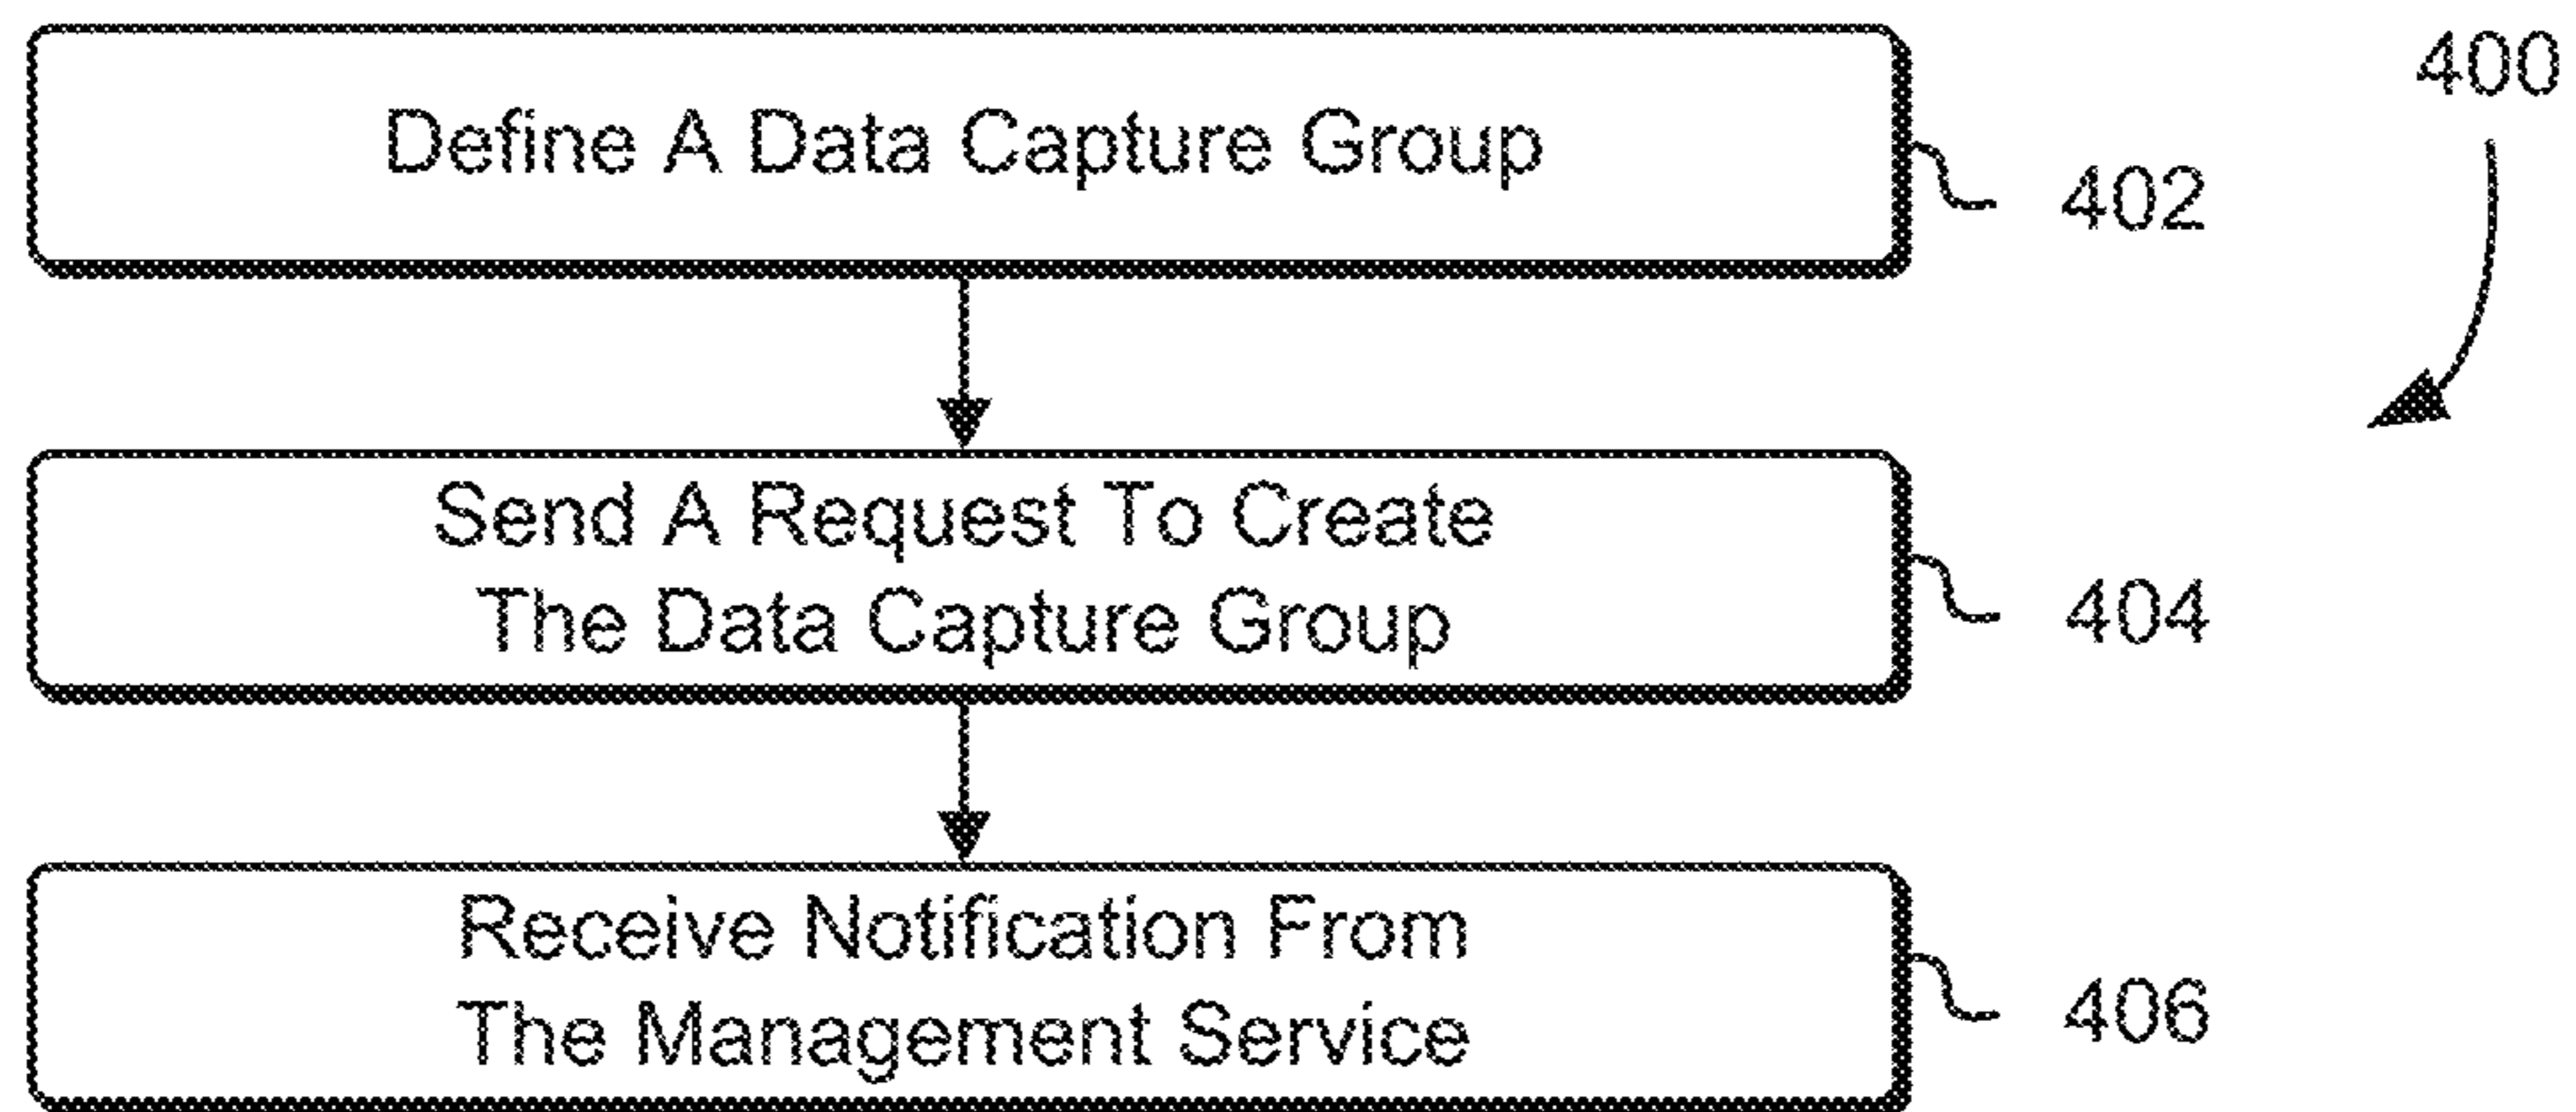 400
Define A Data Capture Group
402
Send A Request To Create
The Data Capture Group
404
Receive Notification From
The Management Service
406